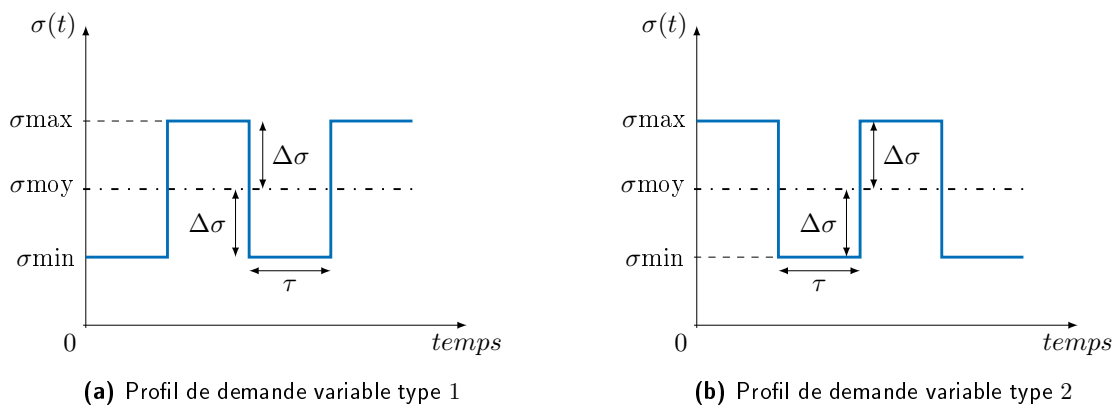 σ(t)
σmax
Δσ
σmoy
Δσ
σmin
τ
0
temps
(a) Profil de demande variable type 1
σ(t)
σmax
Δσ
σmoy
Δσ
σmin
τ
0
temps
(b) Profil de demande variable type 2